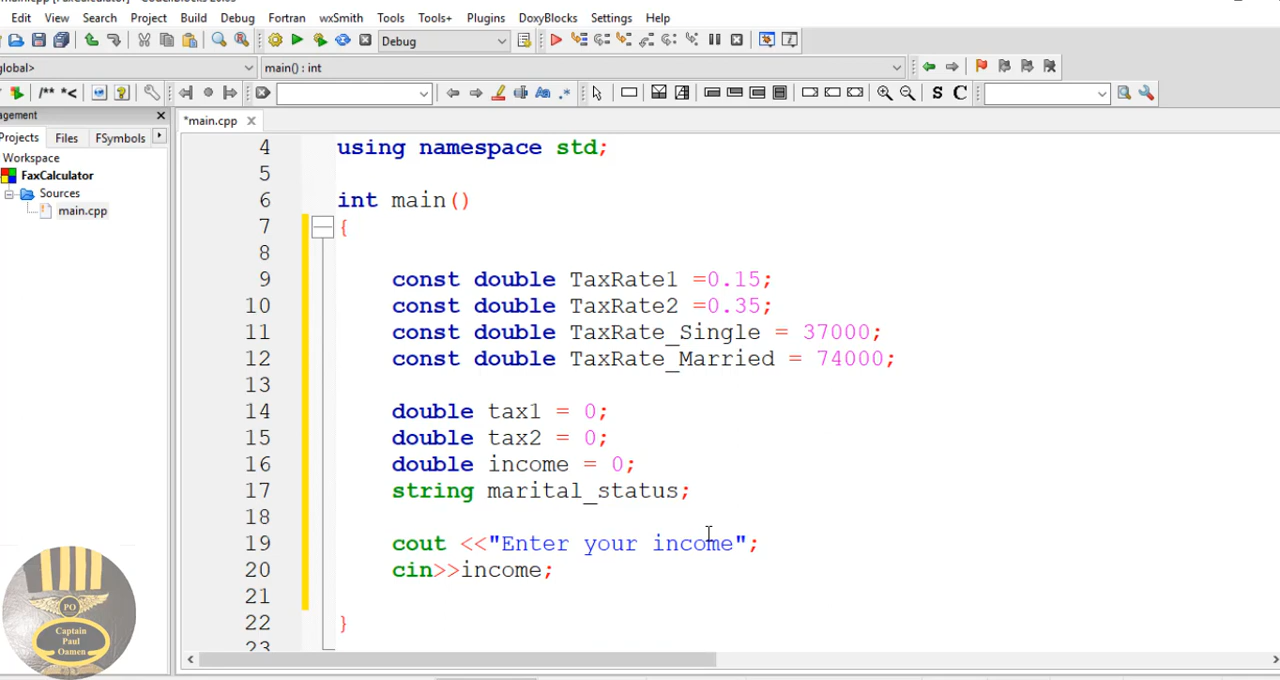 Edit View Search Project Build Debug Fortran wxSmith Tools Tools+ Plugins DoxyBlocks Settings Help
Debug
global> main() : int
/** *< Aa .* S C
agement
*main.cpp
Projects Files FSymbols
Workspace
FaxCalculator
Sources
main.cpp
4 using namespace std;
5
6 int main()
7 {
8
9 const double TaxRate1 =0.15;
10 const double TaxRate2 =0.35;
11 const double TaxRate_Single = 37000;
12 const double TaxRate_Married = 74000;
13
14 double tax1 = 0;
15 double tax2 = 0;
16 double income = 0;
17 string marital_status;
18
19 cout <<"Enter your income";
20 cin>>income;
21
22 }
23
PO
Captain
Paul
Oamen